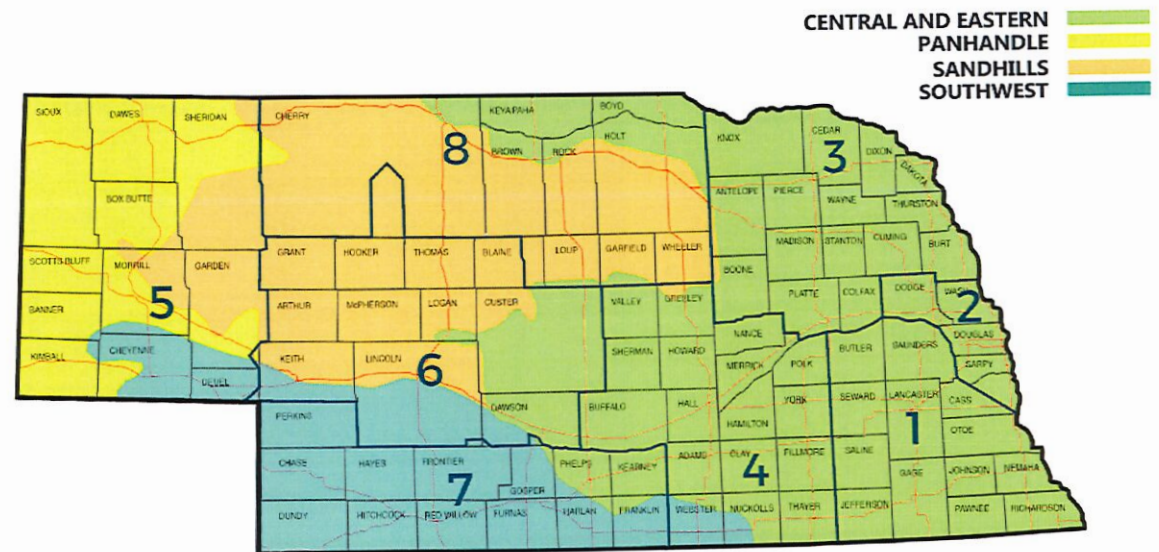 CENTRAL AND EASTERN
PANHANDLE
SANDHILLS
SOUTHWEST
SIOUX
DAWES
SHERIDAN
CHERRY
KEYA PAHA
BOYD
8
BROWN
ROCK
HOLT
KNOX
CEDAR
3
DIXON
DAKOTA
BOX BUTTE
ANTELOPE
PIERCE
WAYNE
THURSTON
SCOTTS BLUFF
MORRILL
GARDEN
GRANT
HOOKER
THOMAS
BLAINE
LOUP
GARFIELD
WHEELER
BOONE
MADISON
STANTON
CUMING
BURT
BANNER
5
ARTHUR
McPHERSON
LOGAN
CUSTER
VALLEY
GREELEY
PLATTE
COLFAX
DODGE
WASH
2
KIMBALL
CHEYENNE
DEUEL
KEITH
LINCOLN
6
SHERMAN
HOWARD
NANCE
MERRICK
POLK
BUTLER
SAUNDERS
DOUGLAS
SARPY
PERKINS
DAWSON
BUFFALO
HALL
HAMILTON
YORK
SEWARD
LANCASTER
CASS
OTOE
1
CHASE
HAYES
FRONTIER
7
GOSPER
PHELPS
KEARNEY
ADAMS
CLAY
4
FILLMORE
SALINE
GAGE
JOHNSON
NEMAHA
DUNDY
HITCHCOCK
RED WILLOW
FURNAS
HARLAN
FRANKLIN
WEBSTER
NUCKOLLS
THAYER
JEFFERSON
PAWNEE
RICHARDSON